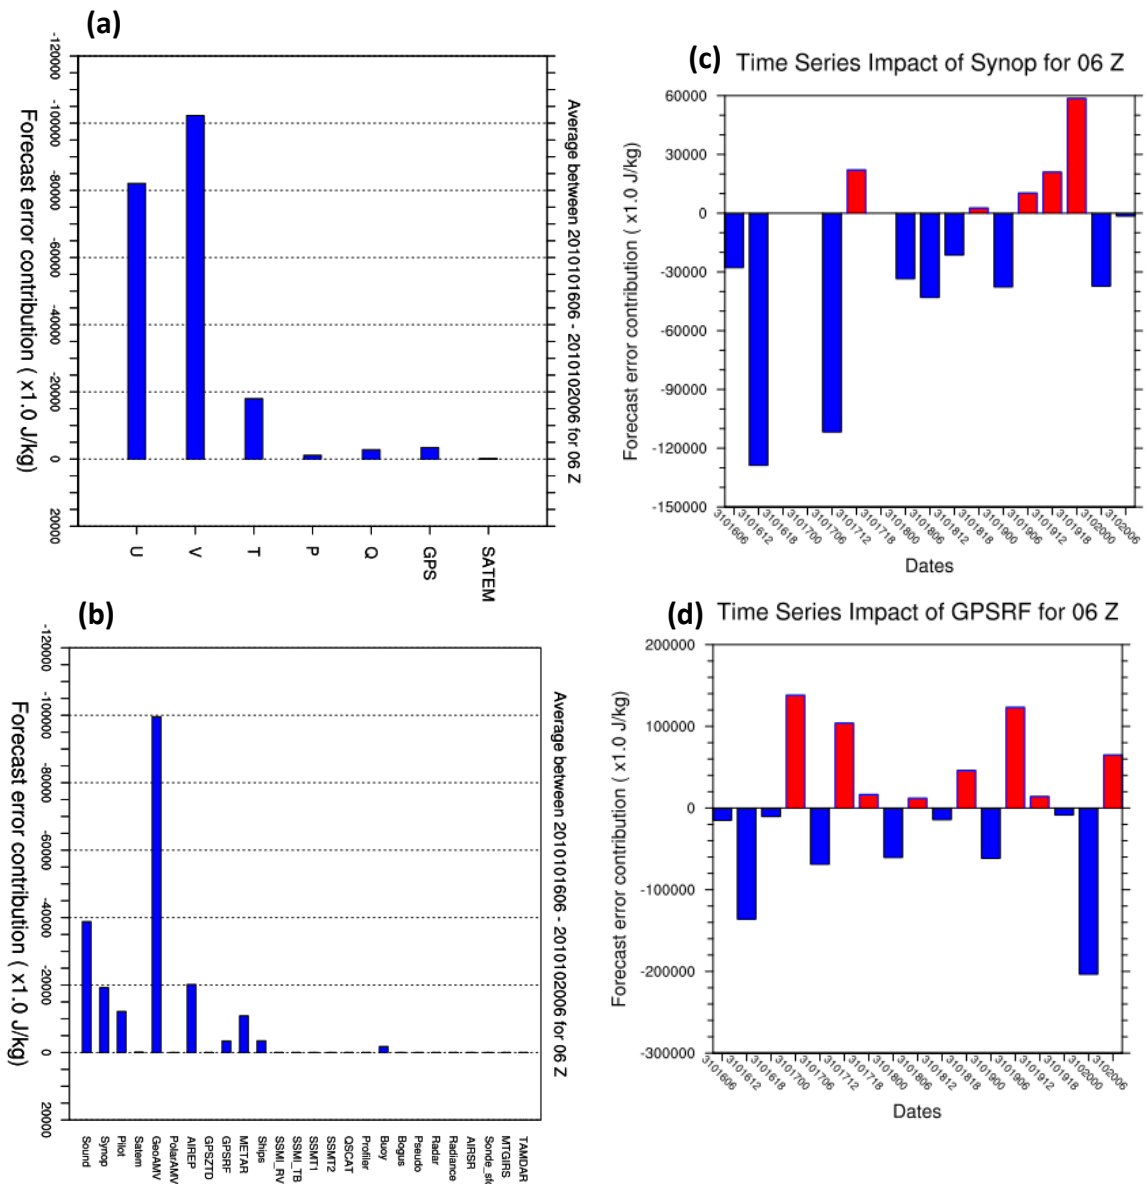 (a)
-120000
-100000
-80000
-60000
-40000
-20000
0
20000
Forecast error contribution ( x1.0 J/kg)
Average between 2010101606 - 2010102006 for 06 Z
U
V
T
P
Q
GPS
SATEM
(b)
-120000
-100000
-80000
-60000
-40000
-20000
0
20000
Forecast error contribution ( x1.0 J/kg)
Average between 2010101606 - 2010102006 for 06 Z
Sound
Synop
Pilot
Satem
GeoAMV
PolarAMV
AIREP
GPSZTD
GPSRF
METAR
Ships
SSMI_RV
SSMI_TB
SSMT1
SSMT2
QSCAT
Profiler
Buoy
Bogus
Pseudo
Radar
Radiance
AIRSR
Sonde_sfc
MTGIRS
TAMDAR
(c) Time Series Impact of Synop for 06 Z
60000
30000
0
-30000
-60000
-90000
-120000
-150000
Forecast error contribution ( x1.0 J/kg)
3101606
3101612
3101618
3101700
3101706
3101712
3101718
3101800
3101806
3101812
3101818
3101900
3101906
3101912
3101918
3102000
3102006
Dates
(d) Time Series Impact of GPSRF for 06 Z
200000
100000
0
-100000
-200000
-300000
Forecast error contribution ( x1.0 J/kg)
3101606
3101612
3101618
3101700
3101706
3101712
3101718
3101800
3101806
3101812
3101818
3101900
3101906
3101912
3101918
3102000
3102006
Dates